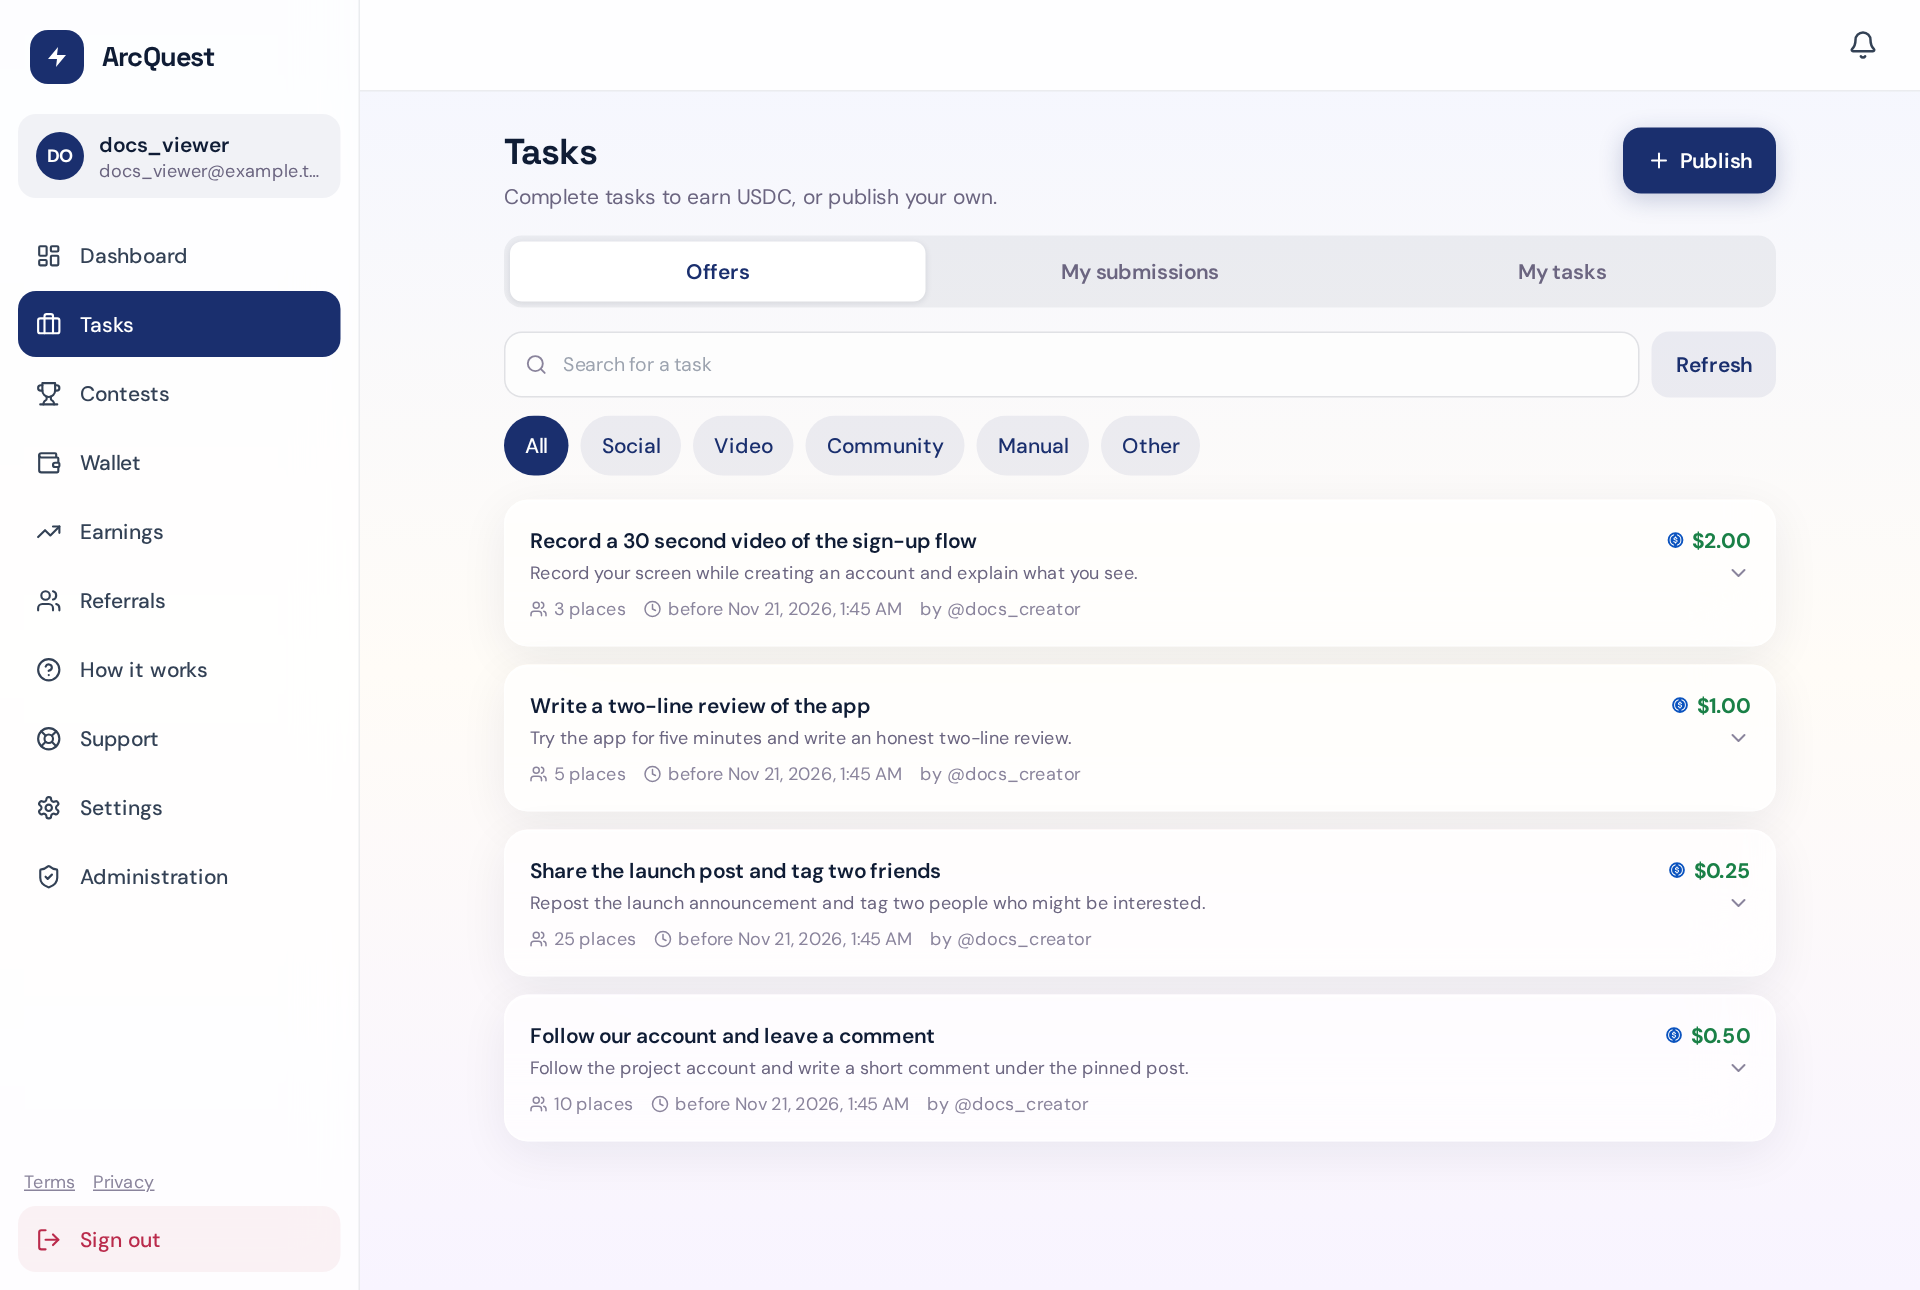 ArcQuest
DO
docs_viewer
docs_viewer@example.t...
Dashboard
Tasks
Contests
Wallet
Earnings
Referrals
How it works
Support
Settings
Administration
Terms Privacy
Sign out
Tasks
Complete tasks to earn USDC, or publish your own.
+ Publish
Offers My submissions My tasks
Search for a task
Refresh
All Social Video Community Manual Other
Record a 30 second video of the sign-up flow
$2.00
Record your screen while creating an account and explain what you see.
3 places before Nov 21, 2026, 1:45 AM by @docs_creator
Write a two-line review of the app
$1.00
Try the app for five minutes and write an honest two-line review.
5 places before Nov 21, 2026, 1:45 AM by @docs_creator
Share the launch post and tag two friends
$0.25
Repost the launch announcement and tag two people who might be interested.
25 places before Nov 21, 2026, 1:45 AM by @docs_creator
Follow our account and leave a comment
$0.50
Follow the project account and write a short comment under the pinned post.
10 places before Nov 21, 2026, 1:45 AM by @docs_creator